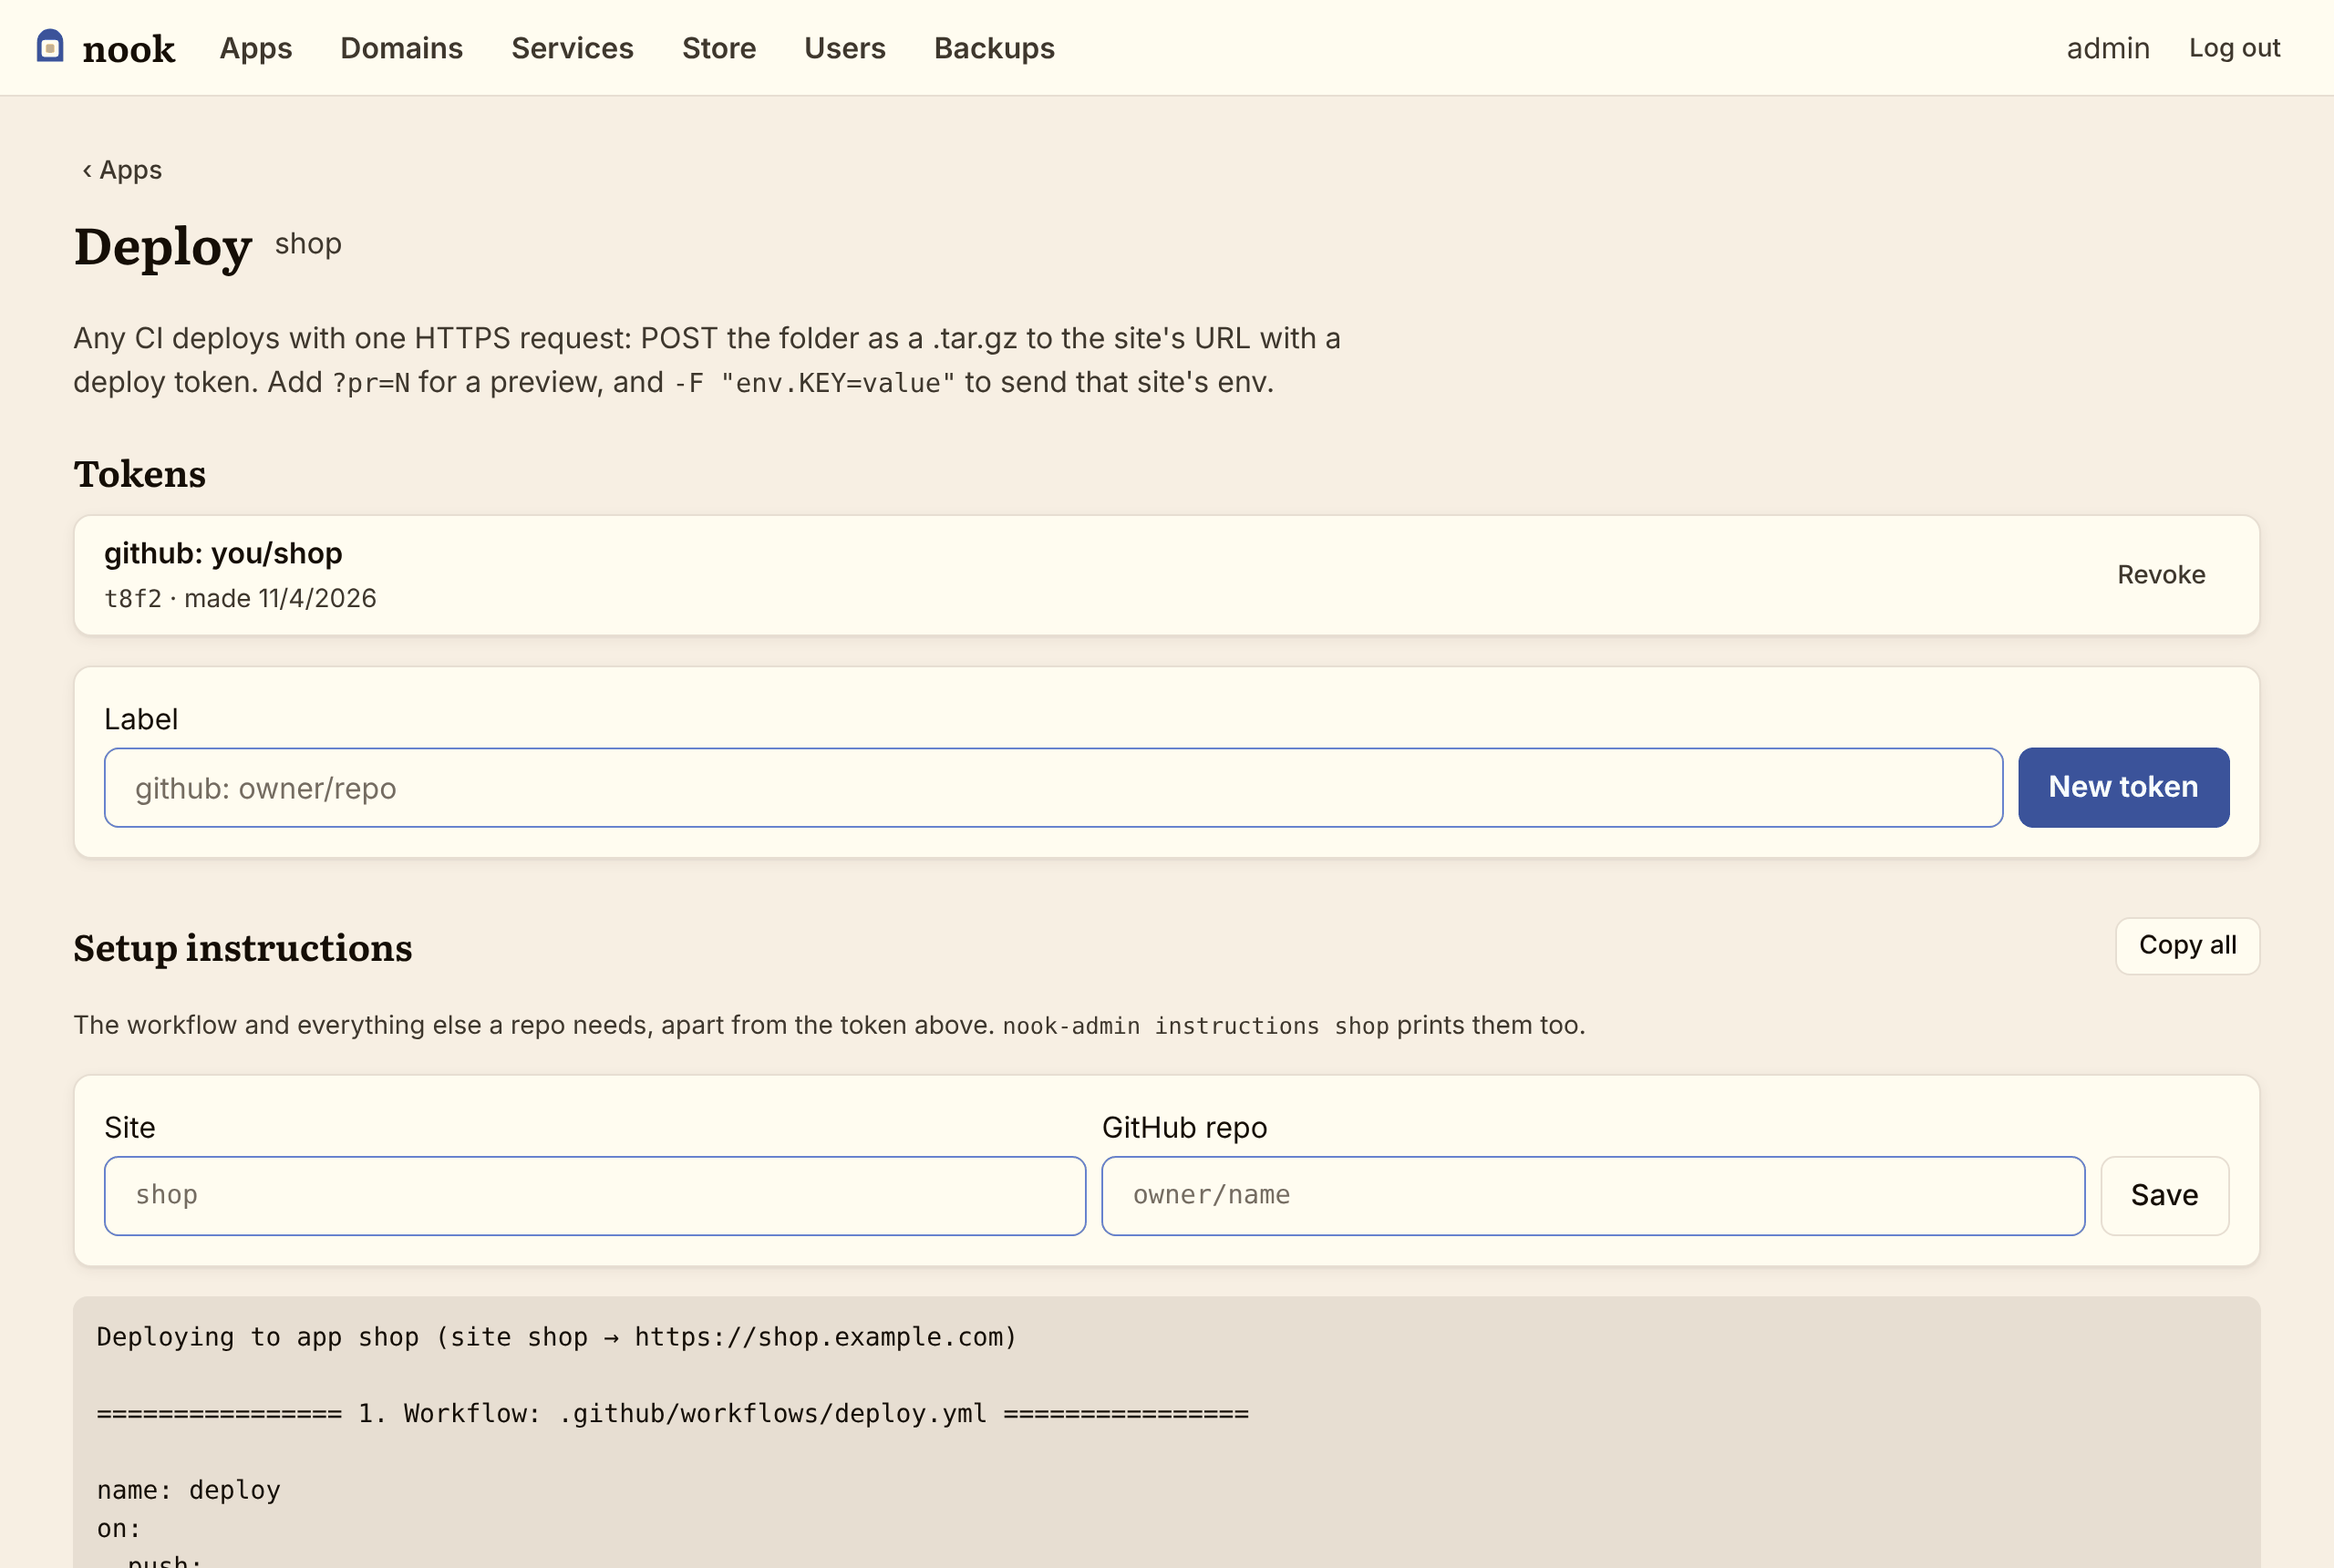 nook Apps Domains Services Store Users Backups admin Log out
‹ Apps
Deploy shop
Any CI deploys with one HTTPS request: POST the folder as a .tar.gz to the site's URL with a
deploy token. Add ?pr=N for a preview, and -F "env.KEY=value" to send that site's env.
Tokens
github: you/shop
t8f2 · made 11/4/2026
Revoke
Label
github: owner/repo
New token
Setup instructions
Copy all
The workflow and everything else a repo needs, apart from the token above. nook-admin instructions shop prints them too.
Site GitHub repo
shop owner/name Save
Deploying to app shop (site shop → https://shop.example.com)
================ 1. Workflow: .github/workflows/deploy.yml ================
name: deploy
on:
push: